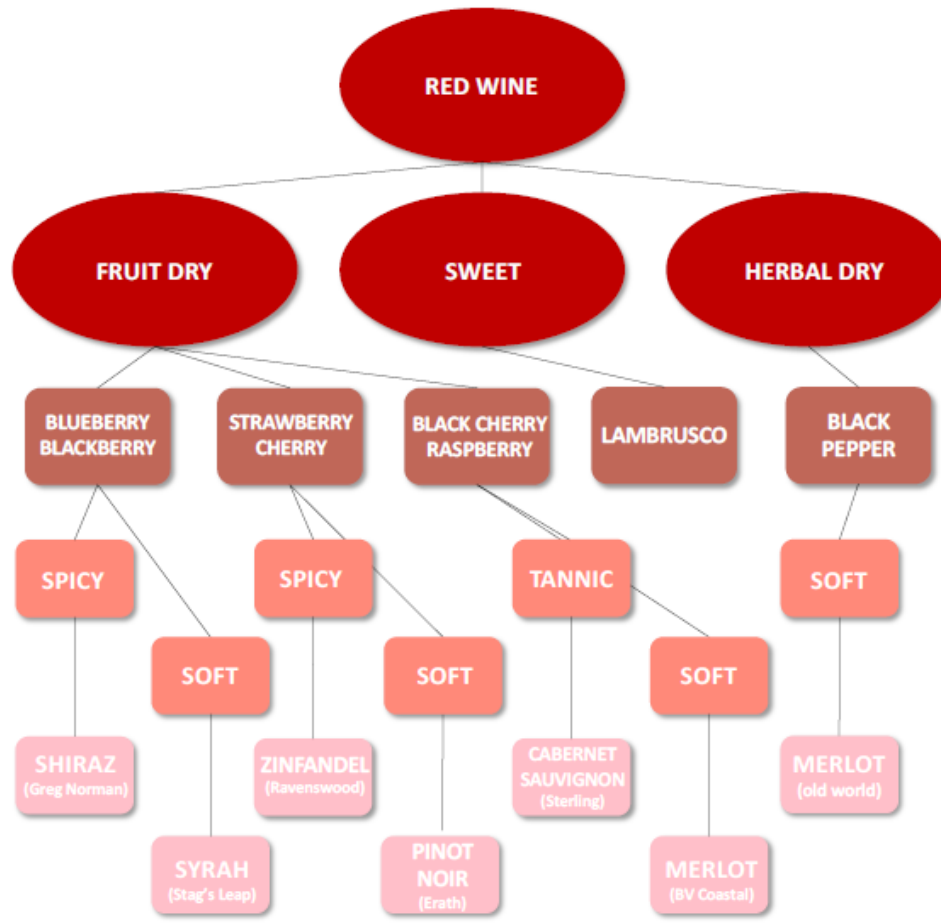 RED WINE
FRUIT DRY
SWEET
HERBAL DRY
BLUEBERRY
BLACKBERRY
STRAWBERRY
CHERRY
BLACK CHERRY
RASPBERRY
LAMBRUSCO
BLACK
PEPPER
SPICY
SPICY
TANNIC
SOFT
SOFT
SOFT
SOFT
SHIRAZ
(Greg Norman)
ZINFANDEL
(Ravenswood)
CABERNET
SAUVIGNON
(Sterling)
MERLOT
(old world)
SYRAH
(Stag's Leap)
PINOT
NOIR
(Erath)
MERLOT
(BV Coastal)